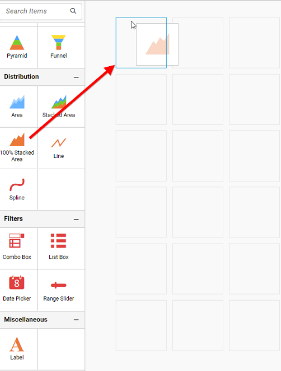 Search Items
Pyramid
Funnel
Distribution
Area
Stacked Area
100% Stacked
Area
Line
Spline
Filters
Combo Box
List Box
8
Date Picker
Range Slider
Miscellaneous
A
Label